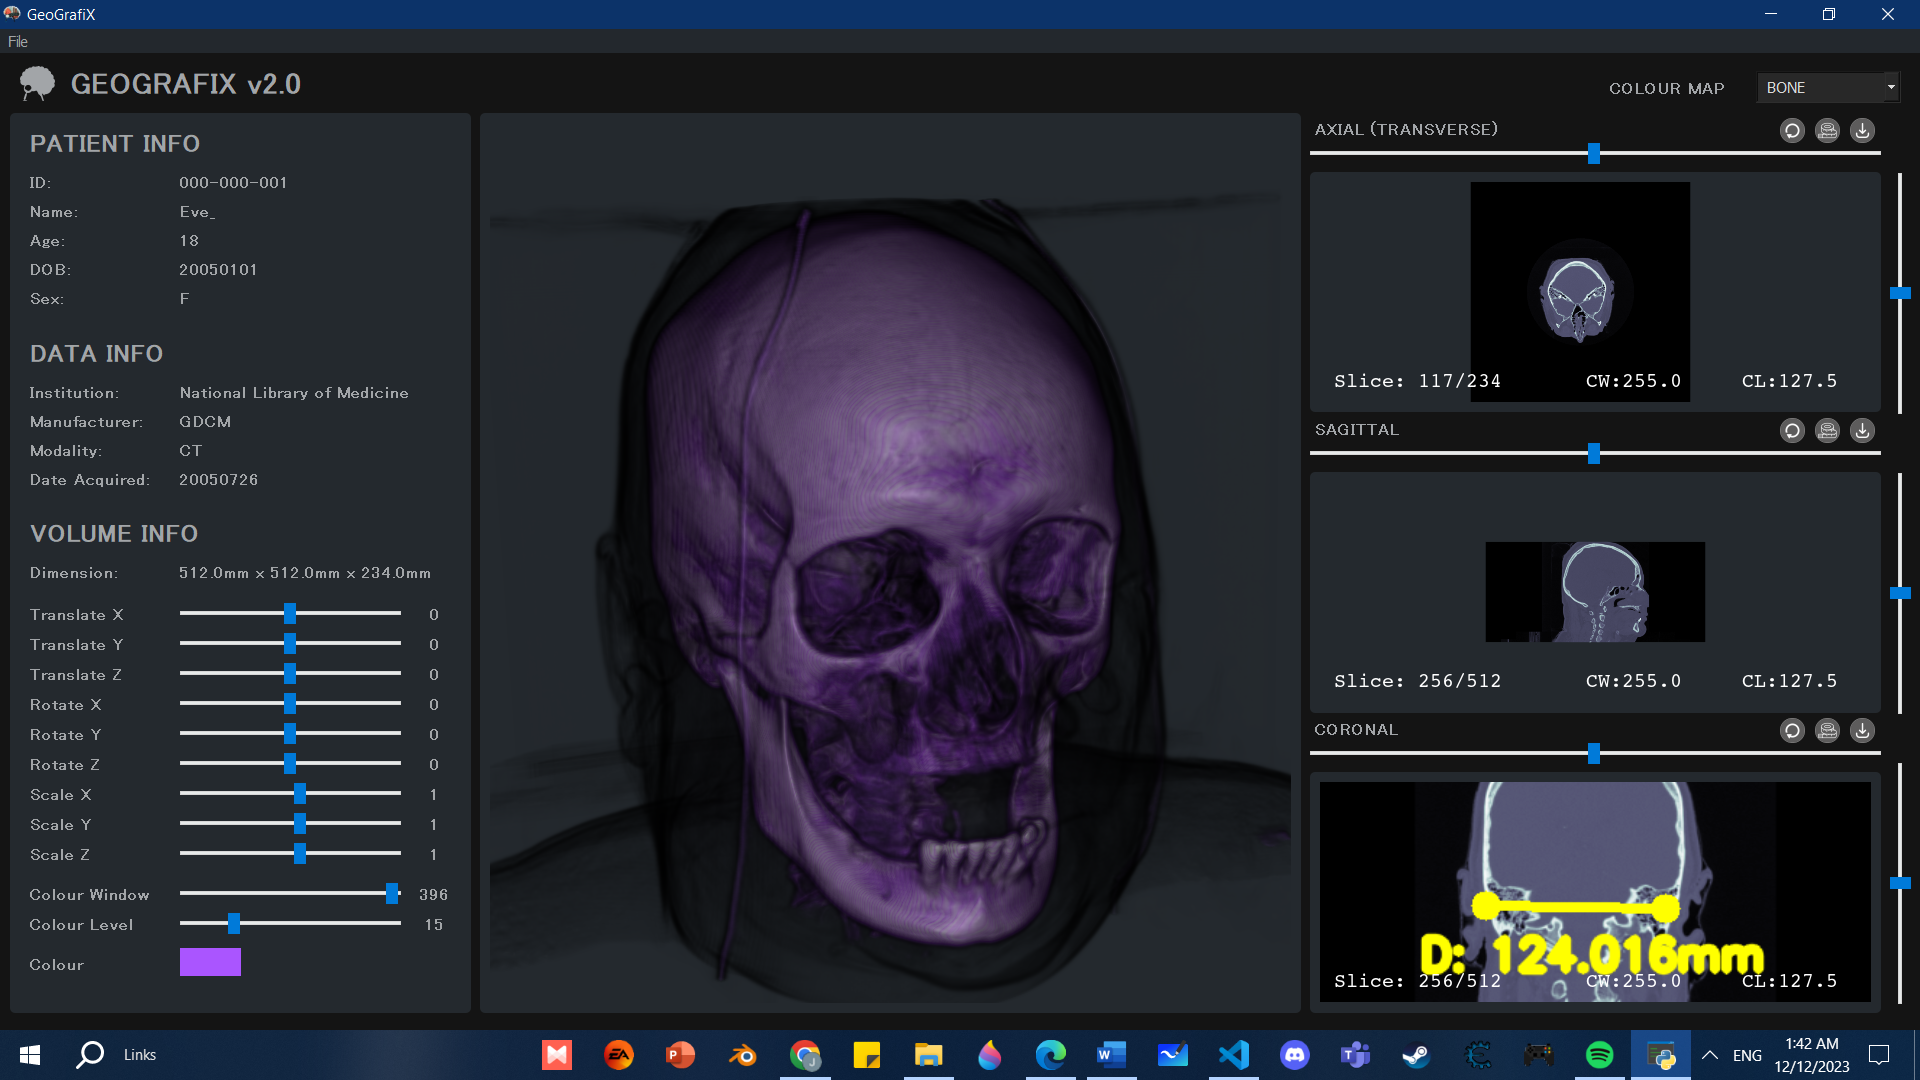 GeoGrafiX
File
GEOGRAFIX v2.0
COLOUR MAP BONE
PATIENT INFO
ID: 000-000-001
Name: Eve_
Age: 18
DOB: 20050101
Sex: F
DATA INFO
Institution: National Library of Medicine
Manufacturer: GDCM
Modality: CT
Date Acquired: 20050726
VOLUME INFO
Dimension: 512.0mm x 512.0mm x 234.0mm
Translate X 0
Translate Y 0
Translate Z 0
Rotate X 0
Rotate Y 0
Rotate Z 0
Scale X 1
Scale Y 1
Scale Z 1
Colour Window 396
Colour Level 15
Colour
AXIAL (TRANSVERSE)
Slice: 117/234 CW:255.0 CL:127.5
SAGITTAL
Slice: 256/512 CW:255.0 CL:127.5
CORONAL
D: 124.016mm
Slice: 256/512 CW:255.0 CL:127.5
Links
EA
P
J
W
ENG
1:42 AM
12/12/2023